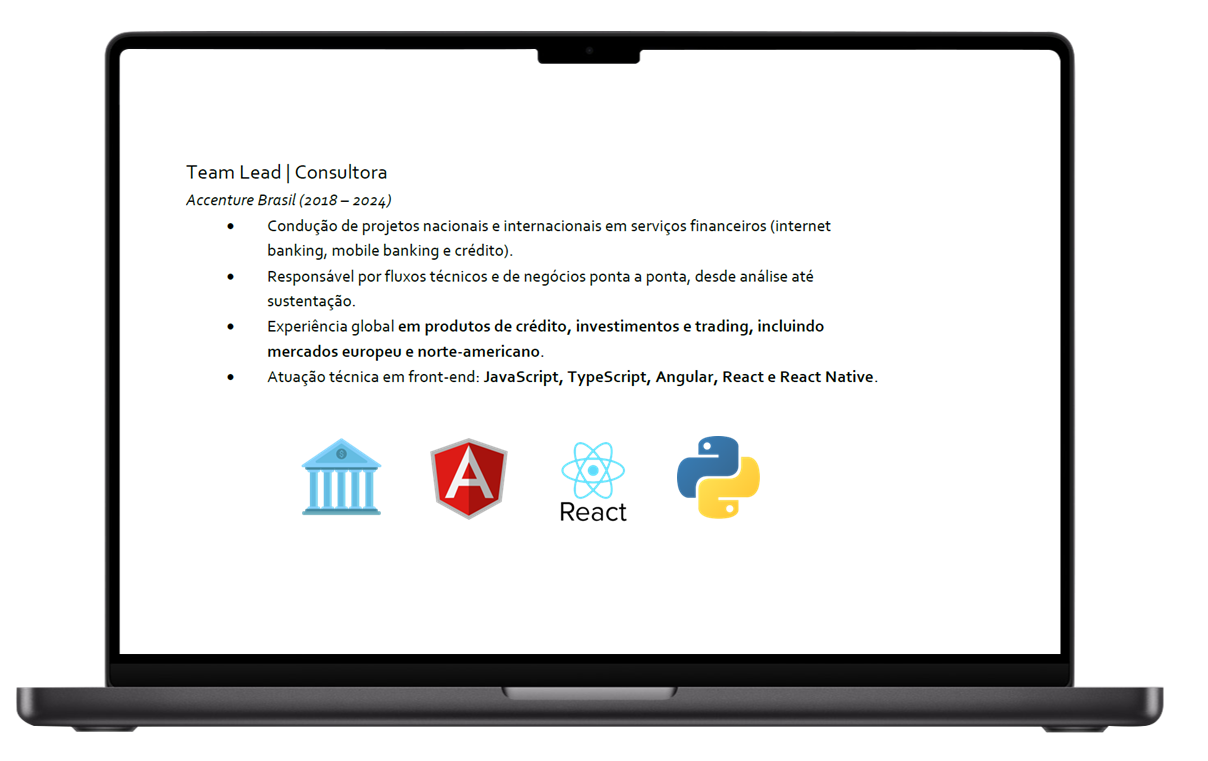 Team Lead | Consultora
Accenture Brasil (2018 – 2024)
• Condução de projetos nacionais e internacionais em serviços financeiros (internet
banking, mobile banking e crédito).
• Responsável por fluxos técnicos e de negócios ponta a ponta, desde análise até
sustentação.
• Experiência global em produtos de crédito, investimentos e trading, incluindo
mercados europeu e norte-americano.
• Atuação técnica em front-end: JavaScript, TypeScript, Angular, React e React Native.
$ A
React